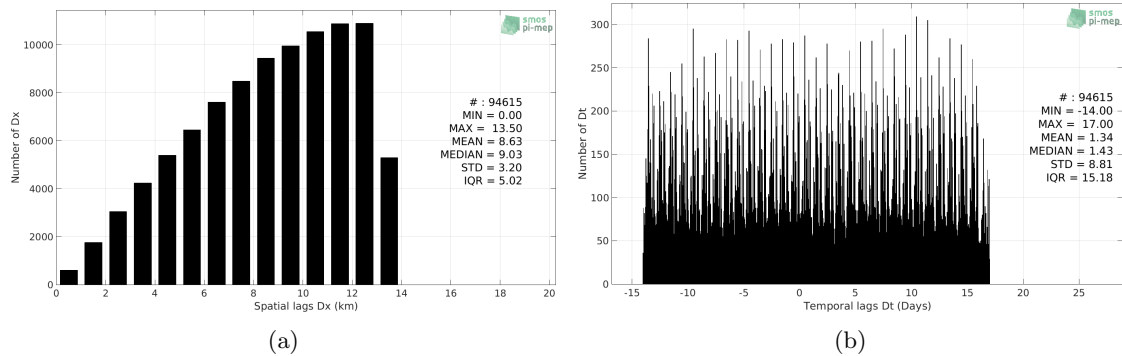 smos
pi-mep
Number of Dx
10000
8000
6000
4000
2000
0
# : 94615
MIN = 0.00
MAX = 13.50
MEAN = 8.63
MEDIAN = 9.03
STD = 3.20
IQR = 5.02
0 2 4 6 8 10 12 14 16 18 20
Spatial lags Dx (km)
(a)
smos
pi-mep
Number of Dt
300
250
200
150
100
50
0
# : 94615
MIN = -14.00
MAX = 17.00
MEAN = 1.34
MEDIAN = 1.43
STD = 8.81
IQR = 15.18
-15 -10 -5 0 5 10 15 20 25
Temporal lags Dt (Days)
(b)